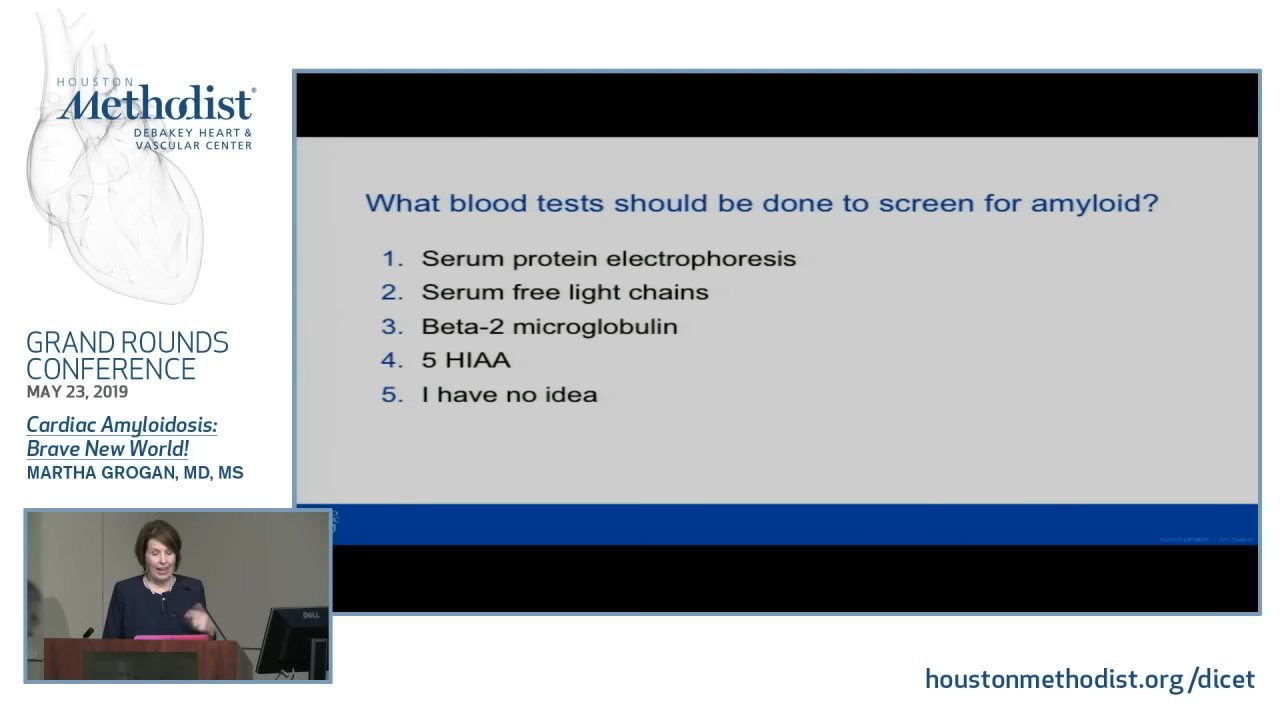 HOUSTON
Methodist®
DEBAKEY HEART &
VASCULAR CENTER
GRAND ROUNDS
CONFERENCE
MAY 23, 2019
Cardiac Amyloidosis:
Brave New World!
MARTHA GROGAN, MD, MS
What blood tests should be done to screen for amyloid?
1. Serum protein electrophoresis
2. Serum free light chains
3. Beta-2 microglobulin
4. 5 HIAA
5. I have no idea
DELL
houstonmethodist.org/dicet